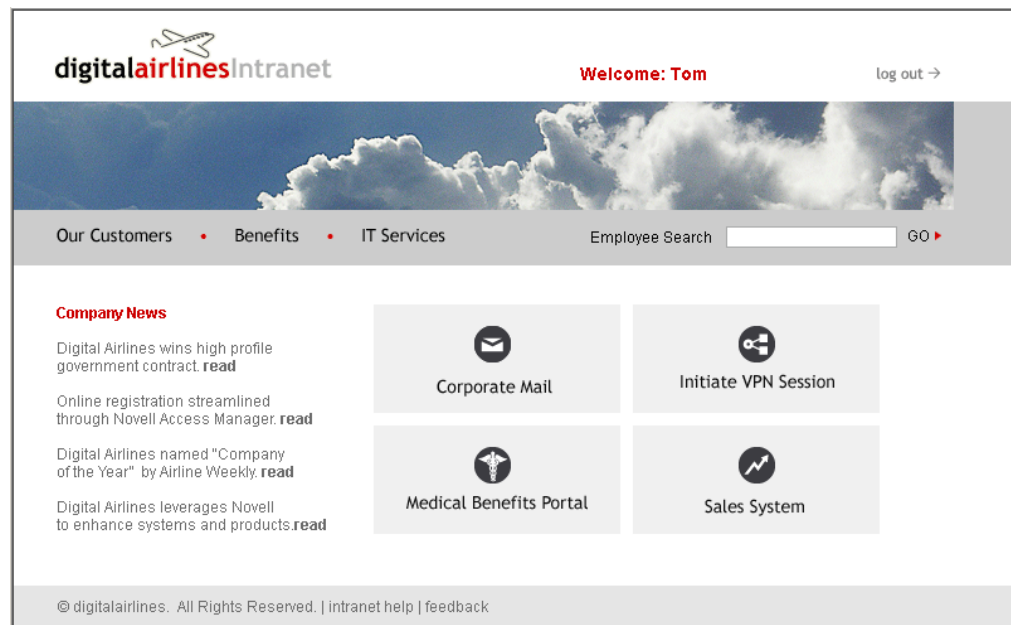 digitalairlinesIntranet
Welcome: Tom
log out →
Our Customers • Benefits • IT Services
Employee Search
GO
Company News
Digital Airlines wins high profile
government contract. read
Online registration streamlined
through Novell Access Manager. read
Digital Airlines named "Company
of the Year" by Airline Weekly. read
Digital Airlines leverages Novell
to enhance systems and products.read
Corporate Mail
Initiate VPN Session
Medical Benefits Portal
Sales System
© digitalairlines. All Rights Reserved. | intranet help | feedback